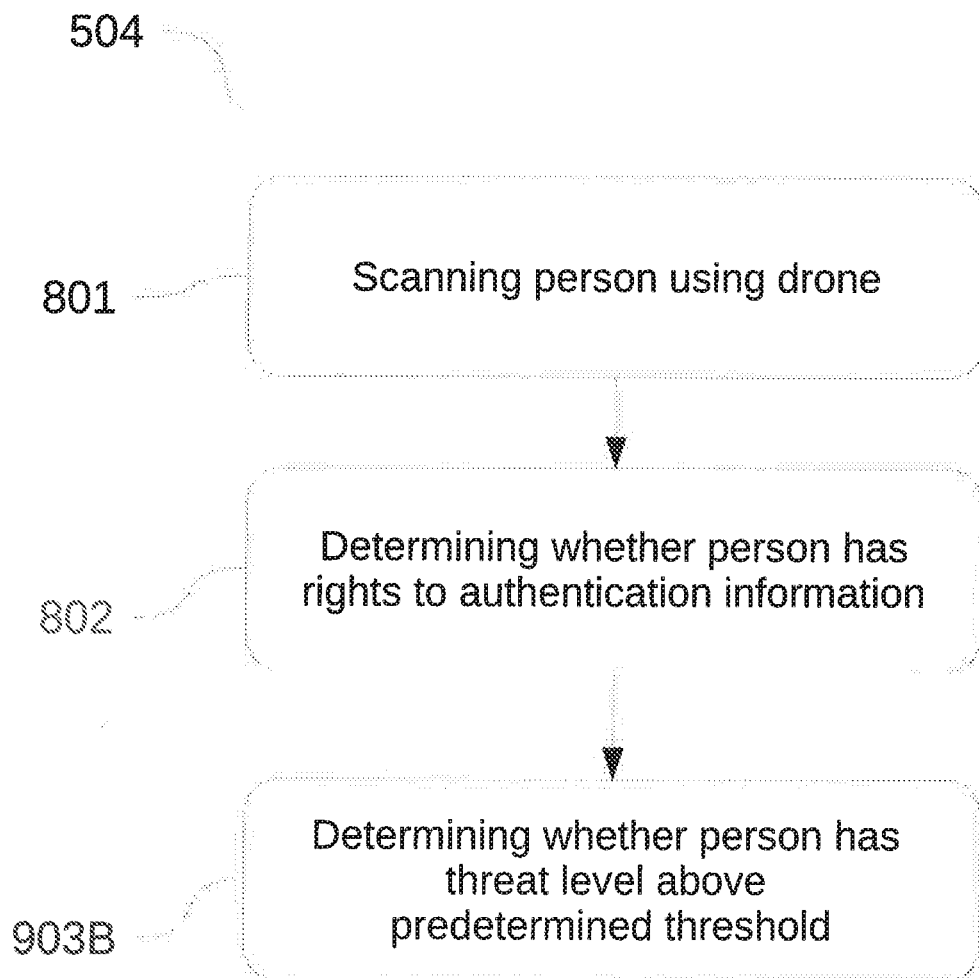 504
801
Scanning person using drone
802
Determining whether person has
rights to authentication information
903B
Determining whether person has
threat level above
predetermined threshold